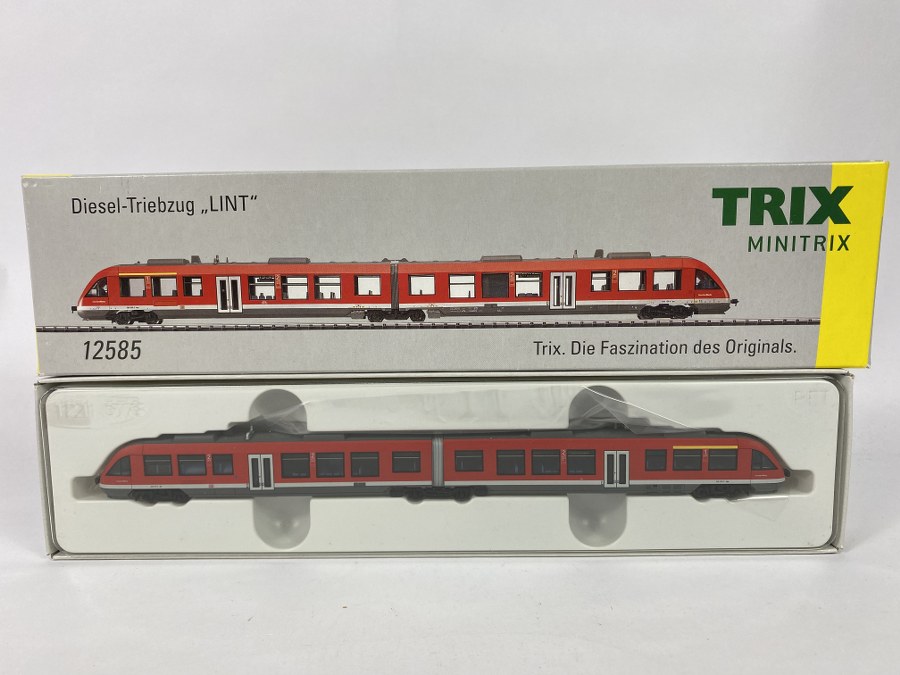 Diesel-Triebzug „LINT“
TRIX
MINITRIX
12585
Trix. Die Faszination des Originals.